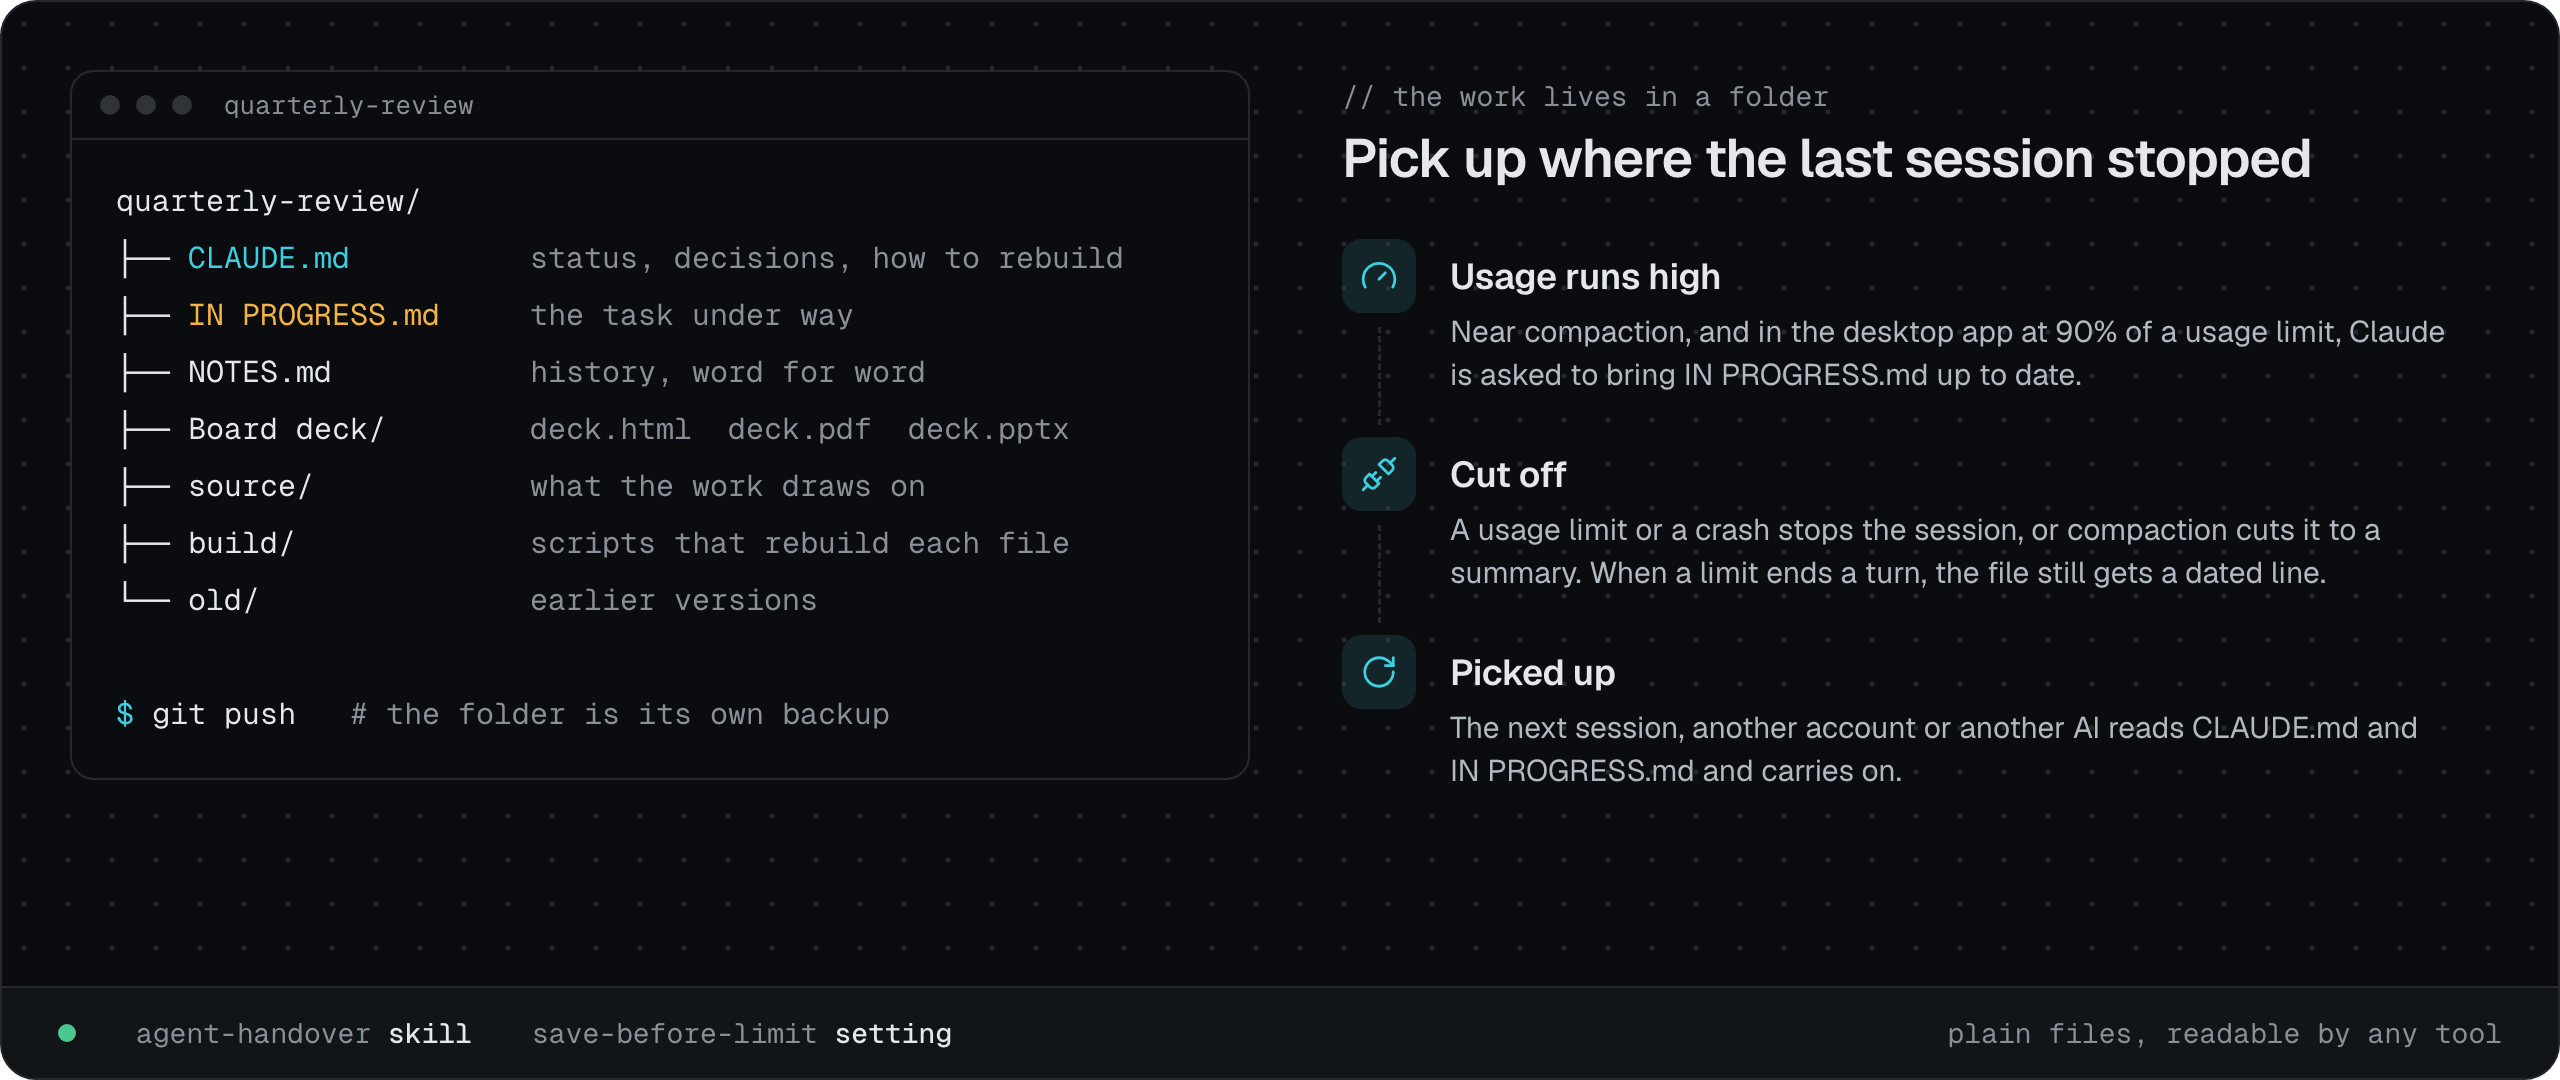 quarterly-review
quarterly-review/
├── CLAUDE.md status, decisions, how to rebuild
├── IN PROGRESS.md the task under way
├── NOTES.md history, word for word
├── Board deck/ deck.html deck.pdf deck.pptx
├── source/ what the work draws on
├── build/ scripts that rebuild each file
└── old/ earlier versions
$ git push # the folder is its own backup
// the work lives in a folder
Pick up where the last session stopped
Usage runs high
Near compaction, and in the desktop app at 90% of a usage limit, Claude
is asked to bring IN PROGRESS.md up to date.
Cut off
A usage limit or a crash stops the session, or compaction cuts it to a
summary. When a limit ends a turn, the file still gets a dated line.
Picked up
The next session, another account or another AI reads CLAUDE.md and
IN PROGRESS.md and carries on.
agent-handover skill save-before-limit setting
plain files, readable by any tool